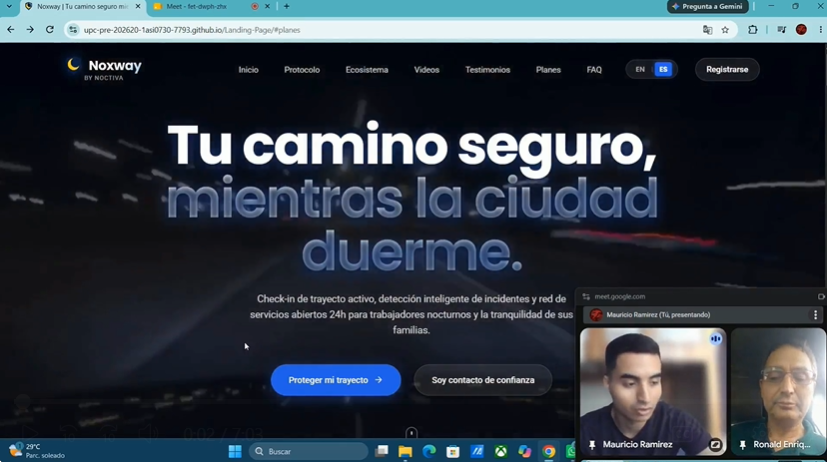 Noxway | Tu camino seguro mi
Meet - fet-dwph-zhx
Pregunta a Gemini
upc-pre-202620-1asi0730-7793.github.io/Landing-Page/#planes
Noxway
BY NOCTIVA
Inicio
Protocolo
Ecosistema
Videos
Testimonios
Planes
FAQ
EN
ES
Registrarse
Tu camino seguro,
mientras la ciudad
duerme.
Check-in de trayecto activo, detección inteligente de incidentes y red de
servicios abiertos 24h para trabajadores nocturnos y la tranquilidad de sus
familias.
Proteger mi trayecto →
Soy contacto de confianza
meet.google.com
Mauricio Ramirez (Tú, presentando)
Mauricio Ramirez
Ronald Enriq...
29°C
Parc. soleado
Buscar